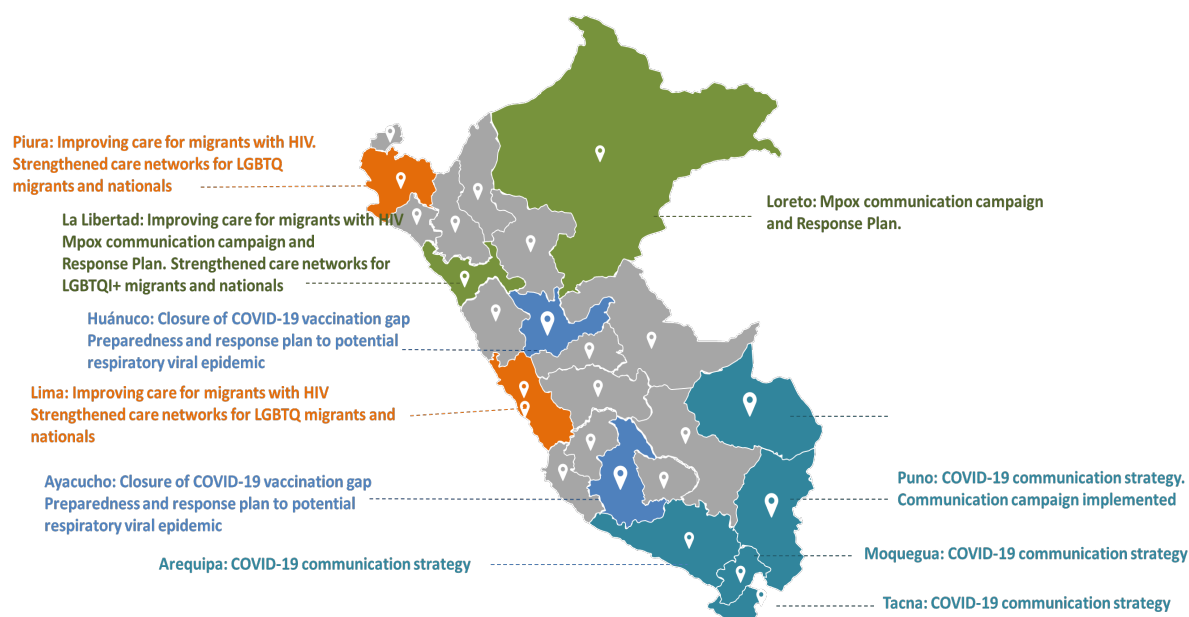 Piura: Improving care for migrants with HIV.
Strengthened care networks for LGBTQ
migrants and nationals
La Libertad: Improving care for migrants with HIV
Mpox communication campaign and
Response Plan. Strengthened care networks for
LGBTQI+ migrants and nationals
Huánuco: Closure of COVID-19 vaccination gap
Preparedness and response plan to potential
respiratory viral epidemic
Lima: Improving care for migrants with HIV
Strengthened care networks for LGBTQ migrants and
nationals
Ayacucho: Closure of COVID-19 vaccination gap
Preparedness and response plan to potential
respiratory viral epidemic
Arequipa: COVID-19 communication strategy
Loreto: Mpox communication campaign
and Response Plan.
Puno: COVID-19 communication strategy.
Communication campaign implemented
Moquegua: COVID-19 communication strategy
Tacna: COVID-19 communication strategy